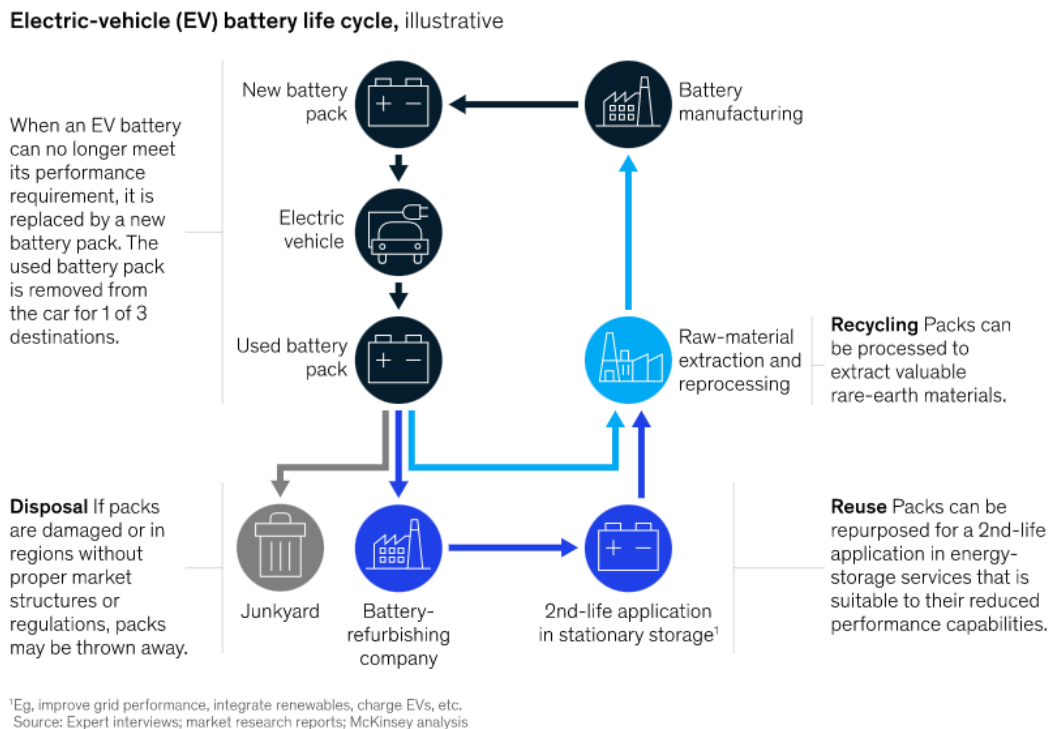 Electric-vehicle (EV) battery life cycle, illustrative
When an EV battery
can no longer meet
its performance
requirement, it is
replaced by a new
battery pack. The
used battery pack
is removed from
the car for 1 of 3
destinations.
New battery
pack
Battery
manufacturing
Electric
vehicle
Used battery
pack
Raw-material
extraction and
reprocessing
Recycling Packs can
be processed to
extract valuable
rare-earth materials.
Disposal If packs
are damaged or in
regions without
proper market
structures or
regulations, packs
may be thrown away.
Junkyard
Battery-
refurbishing
company
2nd-life application
in stationary storage¹
Reuse Packs can be
repurposed for a 2nd-life
application in energy-
storage services that is
suitable to their reduced
performance capabilities.
¹Eg, improve grid performance, integrate renewables, charge EVs, etc.
Source: Expert interviews; market research reports; McKinsey analysis